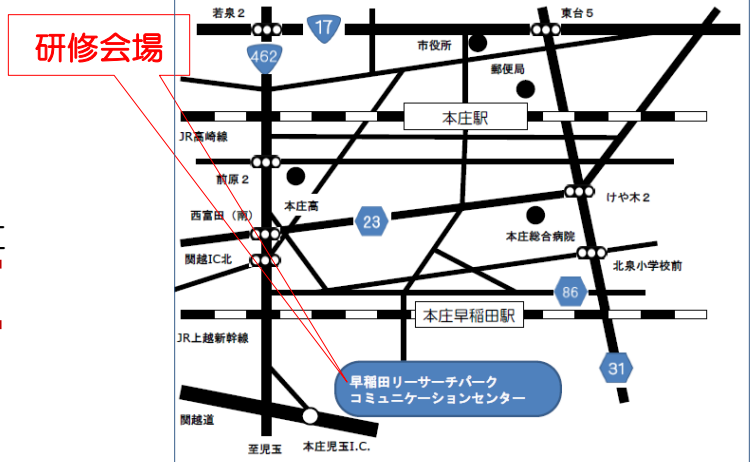 若泉2
17
東台5
研修会場
462
市役所
郵便局
本庄駅
JR高崎線
前原2
本庄高
けや木2
西富田(南)
23
本庄総合病院
関越IC北
北泉小学校前
86
本庄早稲田駅
JR上越新幹線
31
早稲田リーサーチパーク
コミュニケーションセンター
関越道
至児玉
本庄児玉I.C.